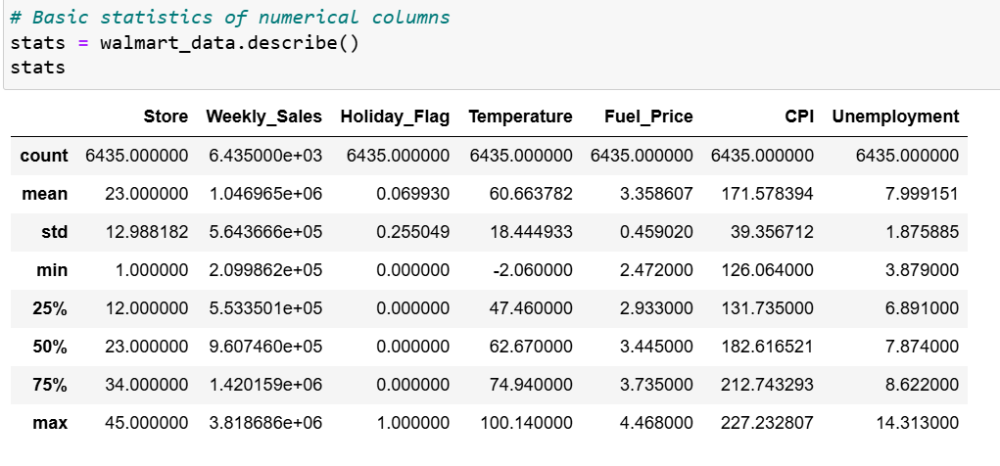 # Basic statistics of numerical columns
stats = walmart_data.describe()
stats
Store Weekly_Sales Holiday_Flag Temperature Fuel_Price CPI Unemployment
count 6435.000000 6.435000e+03 6435.000000 6435.000000 6435.000000 6435.000000 6435.000000
mean 23.000000 1.046965e+06 0.069930 60.663782 3.358607 171.578394 7.999151
std 12.988182 5.643666e+05 0.255049 18.444933 0.459020 39.356712 1.875885
min 1.000000 2.099862e+05 0.000000 -2.060000 2.472000 126.064000 3.879000
25% 12.000000 5.533501e+05 0.000000 47.460000 2.933000 131.735000 6.891000
50% 23.000000 9.607460e+05 0.000000 62.670000 3.445000 182.616521 7.874000
75% 34.000000 1.420159e+06 0.000000 74.940000 3.735000 212.743293 8.622000
max 45.000000 3.818686e+06 1.000000 100.140000 4.468000 227.232807 14.313000